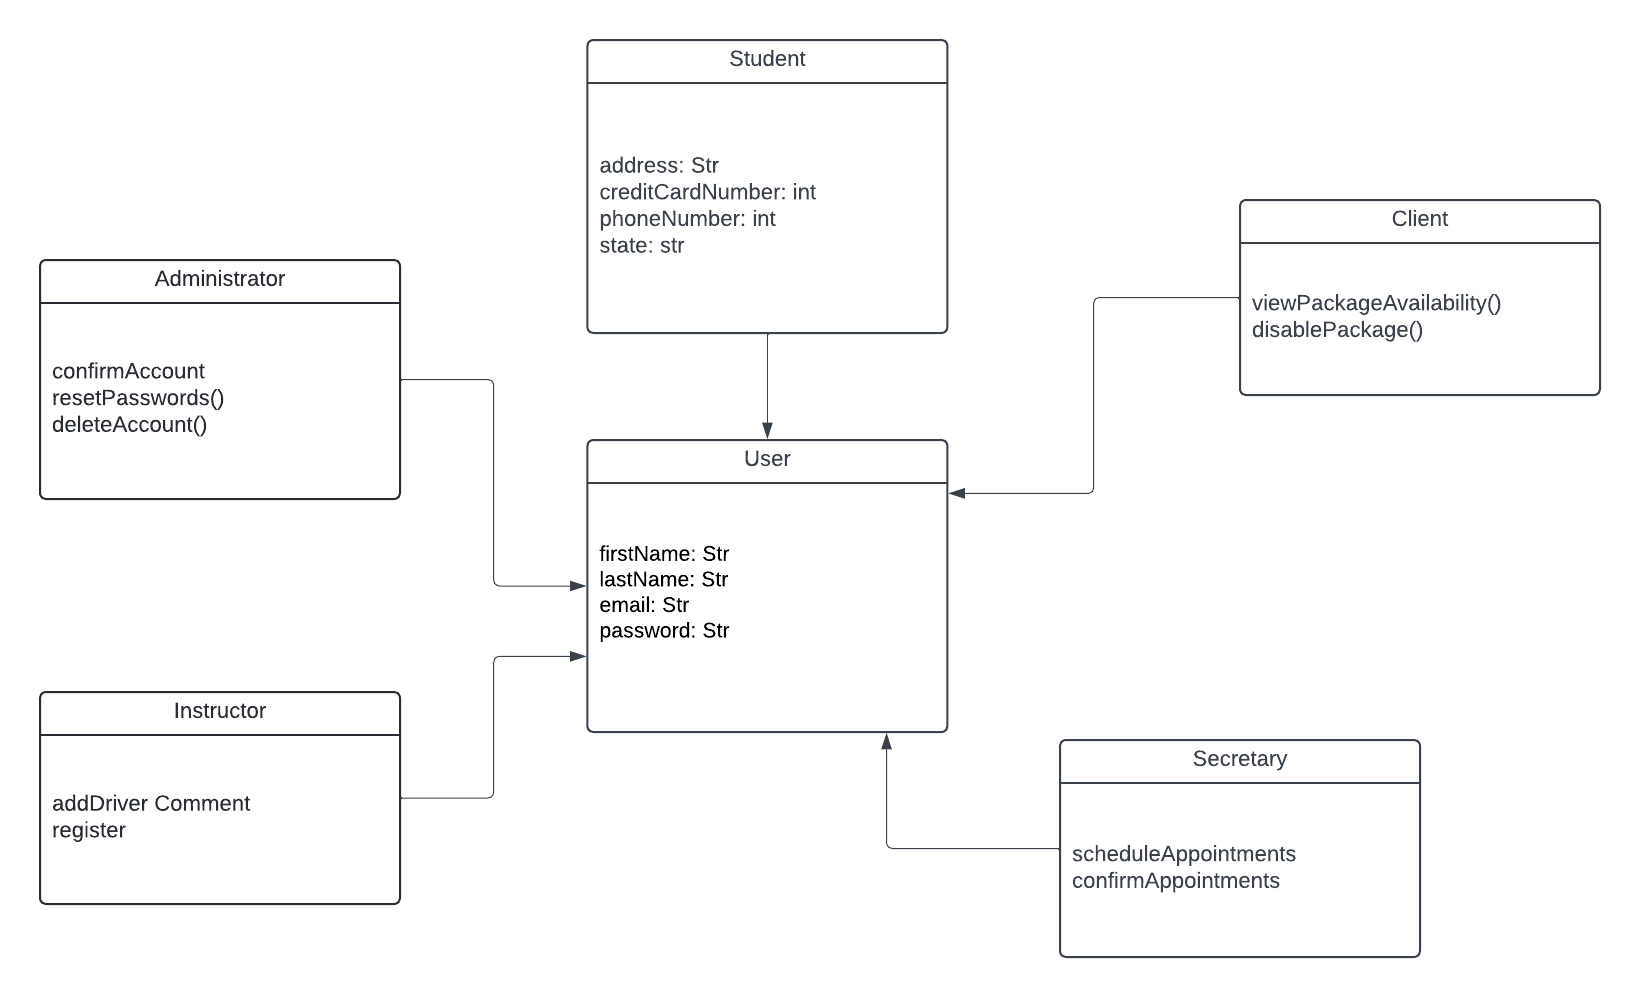 Student
address: Str
creditCardNumber: int
phoneNumber: int
state: str
Client
viewPackageAvailability()
disablePackage()
Administrator
confirmAccount
resetPasswords()
deleteAccount()
User
firstName: Str
lastName: Str
email: Str
password: Str
Instructor
addDriver Comment
register
Secretary
scheduleAppointments
confirmAppointments